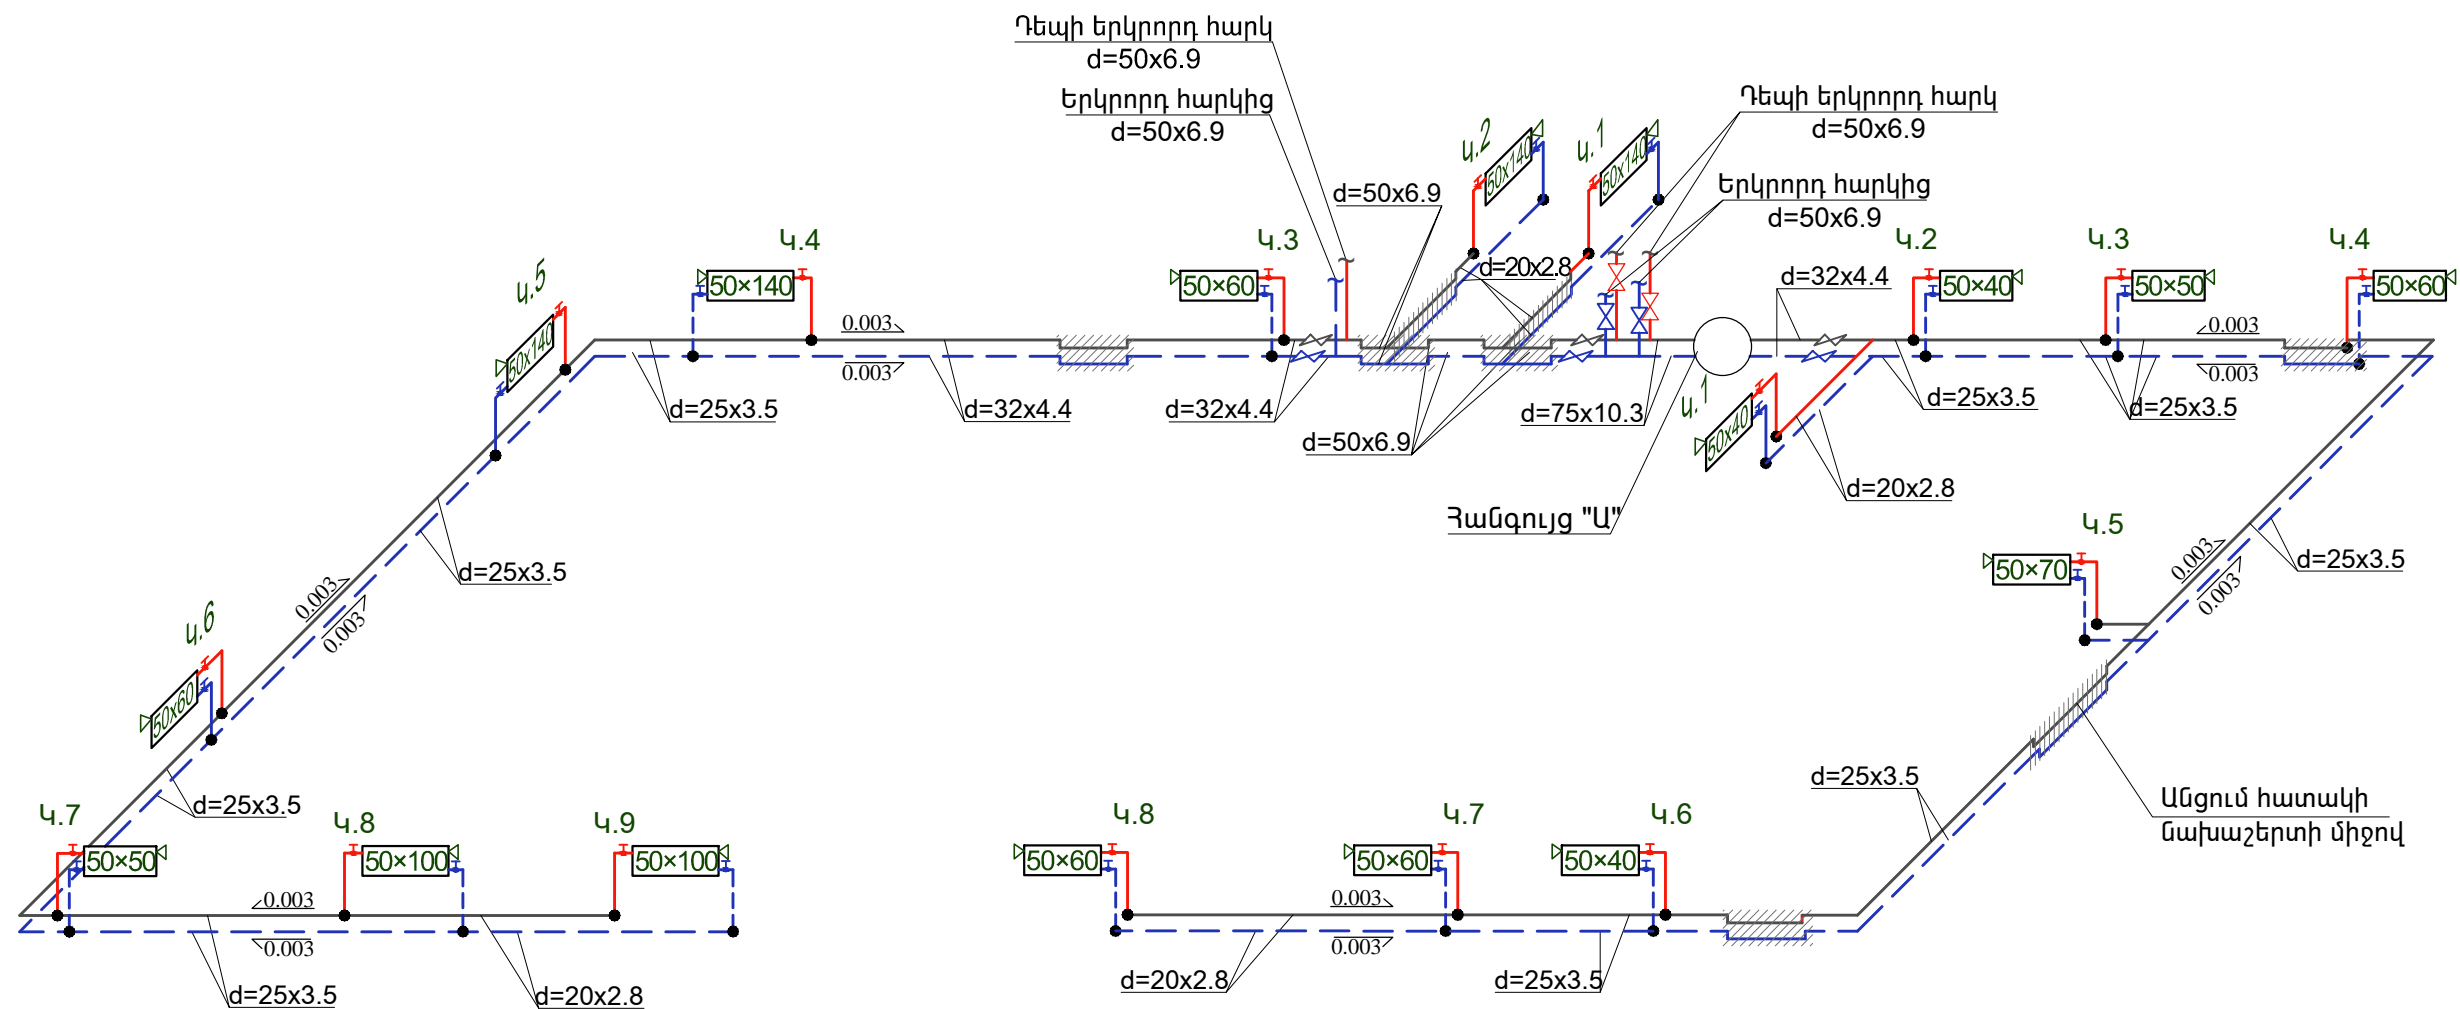 Դեպի երկրորդ հարկ
d=50x6.9
Երկրորդ հարկից
d=50x6.9
Դեպի երկրորդ հարկ
d=50x6.9
Երկրորդ հարկից
d=50x6.9
կ.2
50x140
կ.1
50x140
d=50x6.9
d=20x2.8
d=32x4.4
Կ.4
50×140
Կ.3
50×60
Կ.2
50×40
Կ.3
50×50
Կ.4
50×60
կ.5
50x140
0.003
0.003
0.003
0.003
d=25x3.5
d=32x4.4
d=32x4.4
d=50x6.9
d=75x10.3
կ.1
50x40
d=25x3.5
d=25x3.5
d=20x2.8
Հանգույց "Ա"
Կ.5
50×70
0.003
0.003
d=25x3.5
d=25x3.5
0.003
0.003
կ.6
50x60
d=25x3.5
d=25x3.5
Անցում հատակի
նախաշերտի միջով
Կ.7
50×50
Կ.8
50×100
Կ.9
50×100
Կ.8
50×60
Կ.7
50×60
Կ.6
50×40
0.003
0.003
0.003
0.003
d=25x3.5
d=20x2.8
d=20x2.8
d=25x3.5